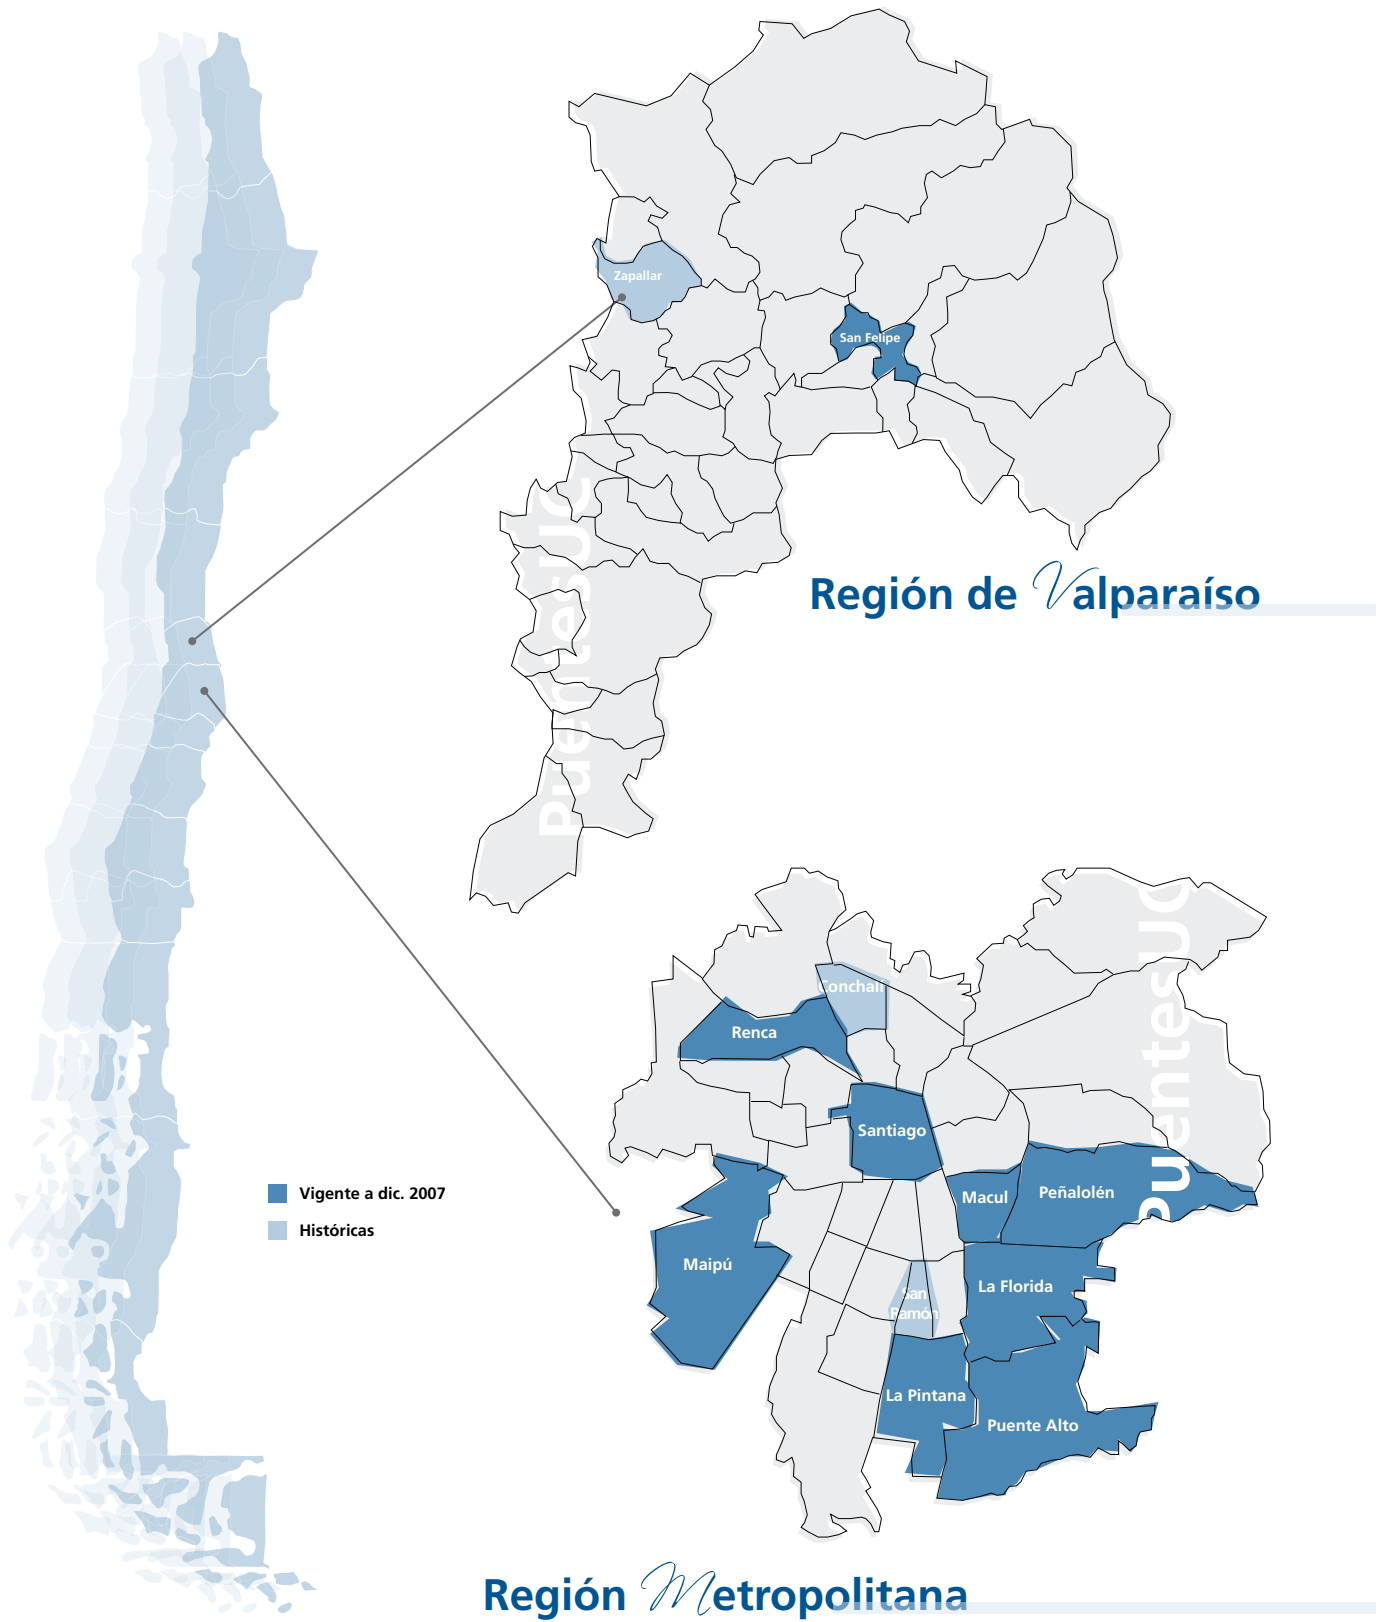 Zapallar
San Felipe
PuentesUC
Región de Valparaíso
PuentesUC
Conchalí
Renca
Santiago
Macul
Peñalolén
Vigente a dic. 2007
Históricas
Maipú
La Florida
San
Ramón
La Pintana
Puente Alto
Región Metropolitana